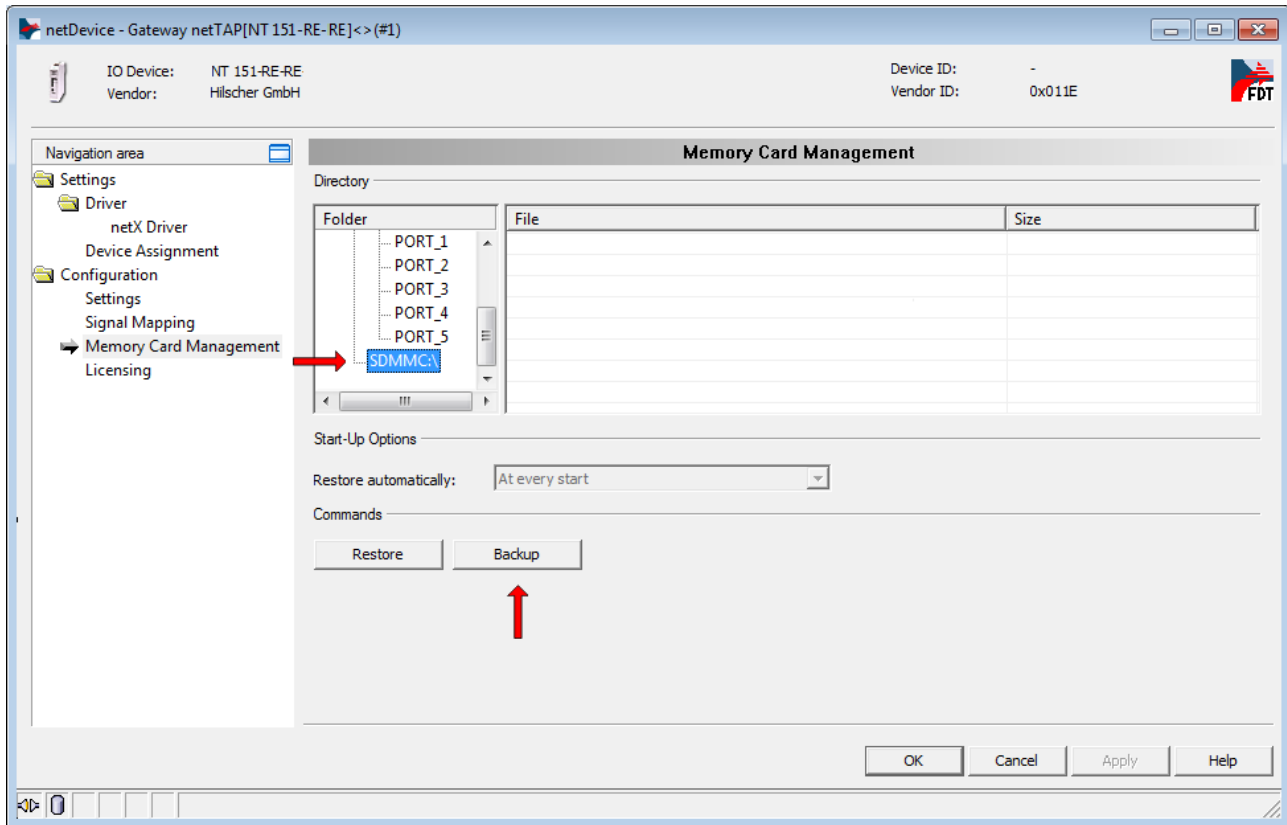 netDevice - Gateway netTAP[NT 151-RE-RE]<>(#1)
IO Device: NT 151-RE-RE Device ID: -
Vendor: Hilscher GmbH Vendor ID: 0x011E
FDT
Navigation area
Settings
Driver
netX Driver
Device Assignment
Configuration
Settings
Signal Mapping
Memory Card Management
Licensing
Memory Card Management
Directory
Folder File Size
PORT_1
PORT_2
PORT_3
PORT_4
PORT_5
SDMMC:\
Start-Up Options
Restore automatically: At every start
Commands
Restore Backup
OK Cancel Apply Help